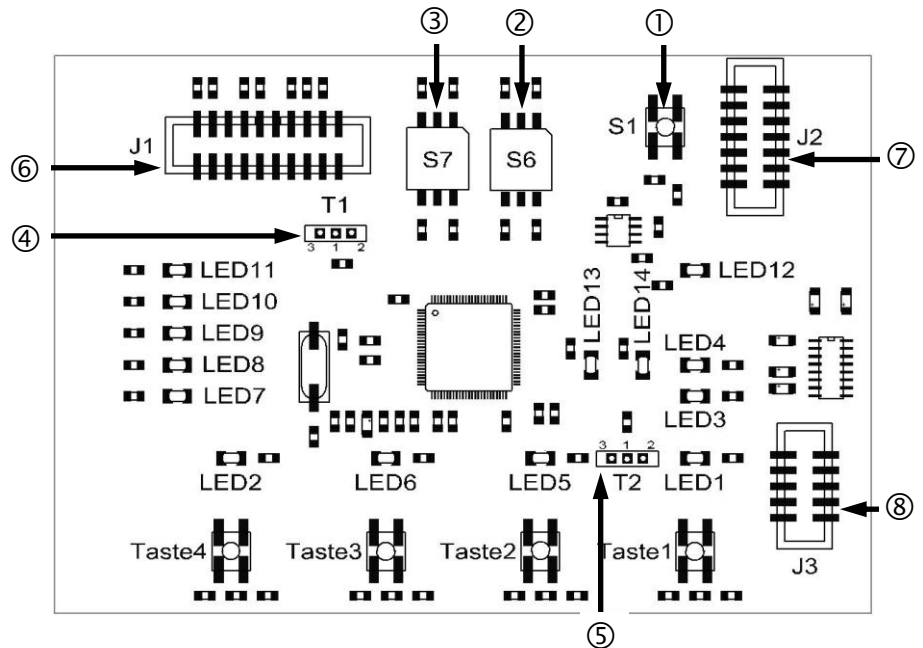 ③ ② ①
J1 S7 S6 S1 J2
⑥ ⑦
T1
④
3 1 2
LED11 LED13 LED14 LED12
LED10
LED9
LED8 LED4
LED7 LED3
3 1 2
LED2 LED6 LED5 T2 LED1
⑧
Taste4 Taste3 Taste2 Taste1
J3
⑤